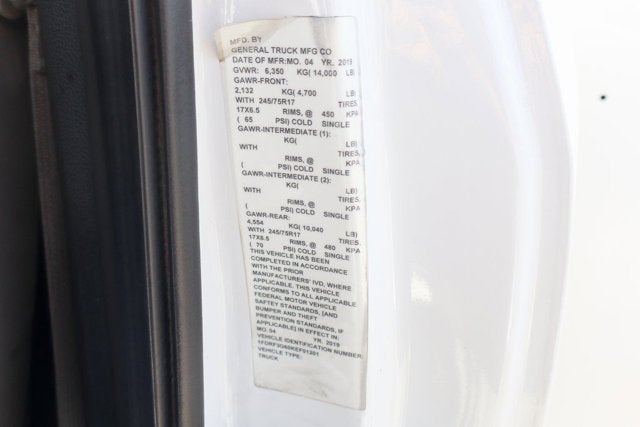 MFD. BY
GENERAL TRUCK MFG CO
DATE OF MFR:MO. 04 YR. 2019
GVWR: 6,350 KG( 14,000 LB)
GAWR-FRONT:
2,132 KG( 4,700 LB)
WITH 245/75R17 TIRES,
17X6.5 RIMS, @ 450 KPA
( 65 PSI) COLD SINGLE
GAWR-INTERMEDIATE (1):
KG( LB)
WITH TIRES,
RIMS, @ KPA
( PSI) COLD SINGLE
GAWR-INTERMEDIATE (2):
KG( LB)
WITH TIRES,
RIMS, @ KPA
( PSI) COLD SINGLE
GAWR-REAR:
4,554 KG( 10,040 LB)
WITH 245/75R17 TIRES,
17X6.5 RIMS, @ 480 KPA
( 70 PSI) COLD SINGLE
THIS VEHICLE HAS BEEN
COMPLETED IN ACCORDANCE
WITH THE PRIOR
MANUFACTURERS' IVD, WHERE
APPLICABLE. THIS VEHICLE
CONFORMS TO ALL APPLICABLE
FEDERAL MOTOR VEHICLE
SAFTEY STANDARDS, [AND
BUMPER AND THEFT
PREVENTION STANDARDS, IF
APPLICABLE] IN EFFECT IN:
MO. 04 YR. 2019
VEHICLE IDENTIFICATION NUMBER:
VEHICLE TYPE:
TRUCK